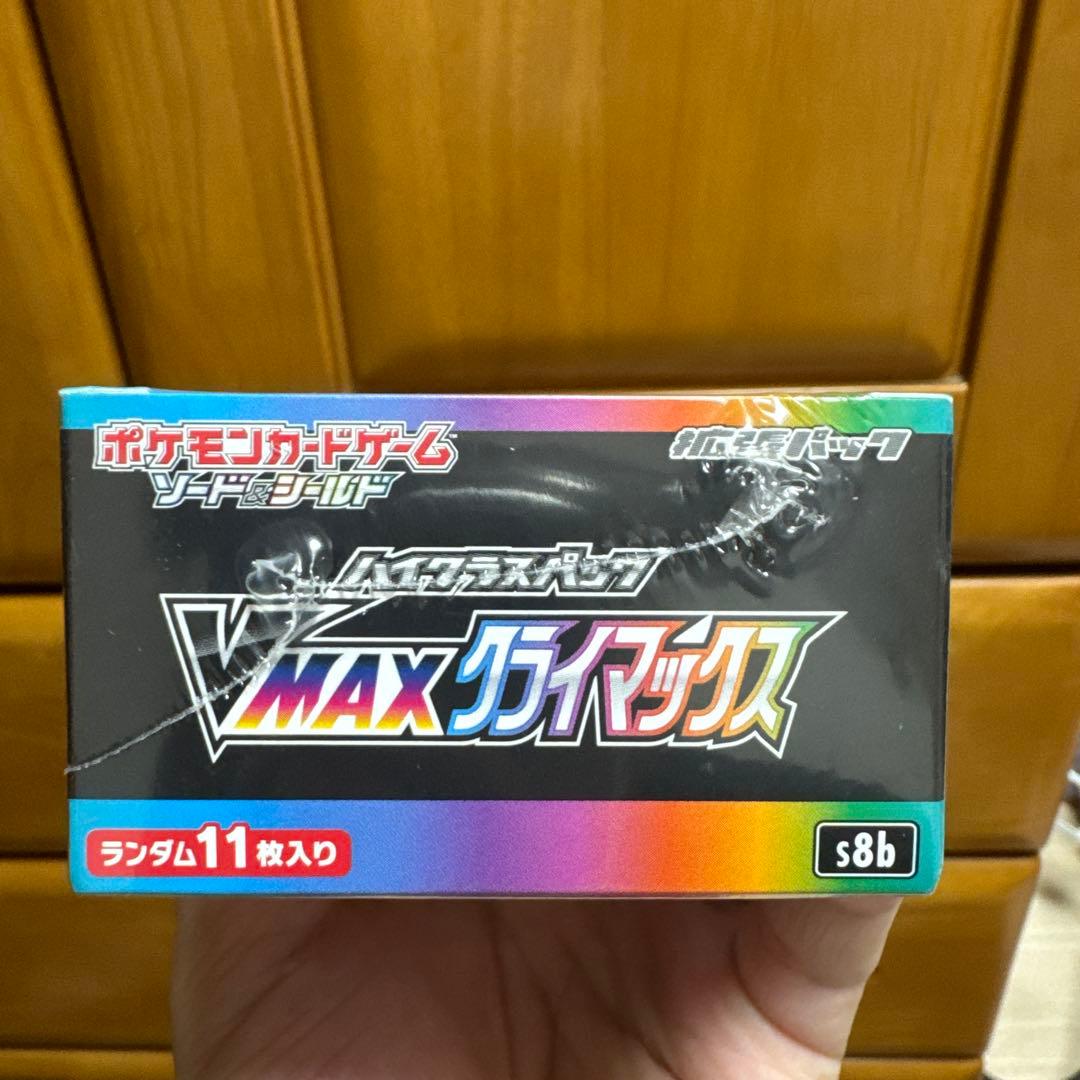 ポケモンカードゲーム
ソード&シールド
拡張パック
ハイクラスパック
VMAXクライマックス
ランダム11枚入り
s8b